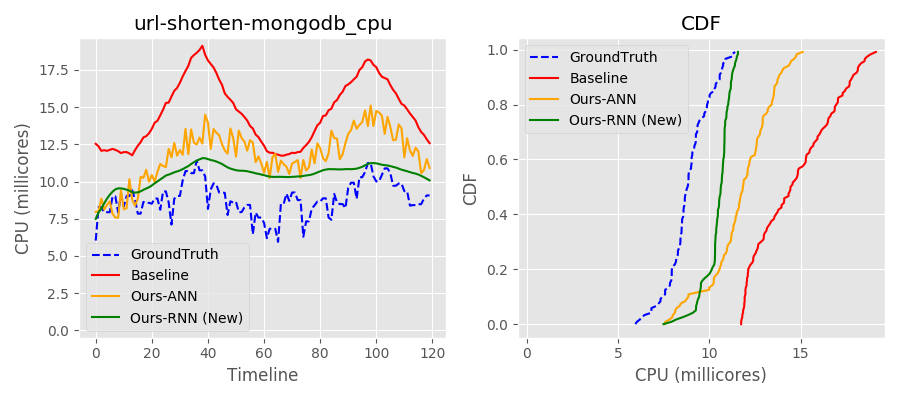 url-shorten-mongodb_cpu
CPU (millicores)
17.5
15.0
12.5
10.0
7.5
5.0
2.5
0.0
GroundTruth
Baseline
Ours-ANN
Ours-RNN (New)
0 20 40 60 80 100 120
Timeline
CDF
CDF
1.0
0.8
0.6
0.4
0.2
0.0
GroundTruth
Baseline
Ours-ANN
Ours-RNN (New)
0 5 10 15
CPU (millicores)